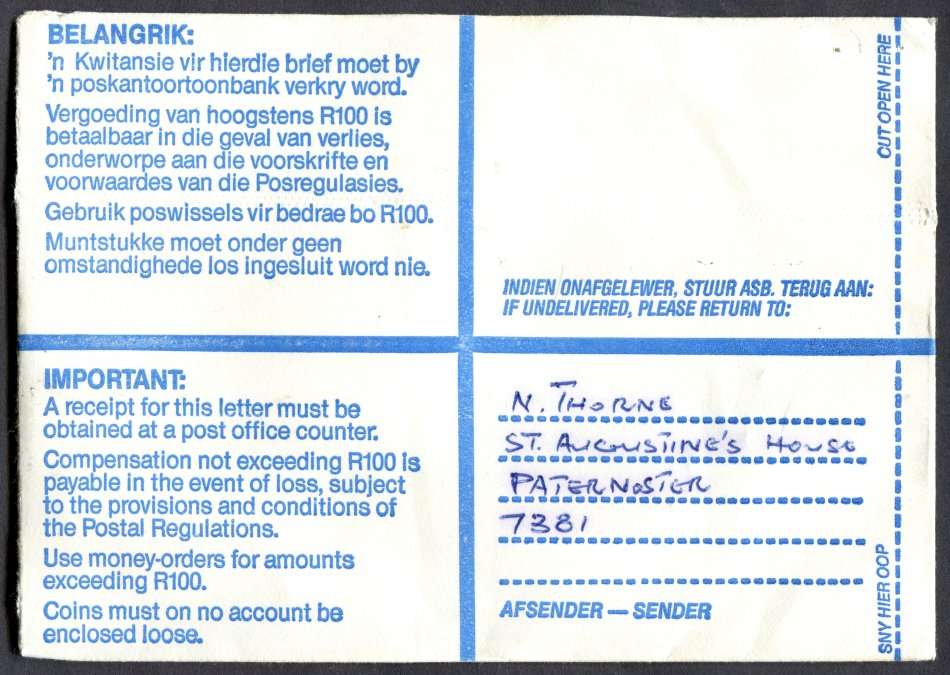 BELANGRIK:
'n Kwitansie vir hierdie brief moet by
'n poskantoortoonbank verkry word.
Vergoeding van hoogstens R100 is
betaalbaar in die geval van verlies,
onderworpe aan die voorskrifte en
voorwaardes van die Posregulasies.
Gebruik poswissels vir bedrae bo R100.
Muntstukke moet onder geen
omstandighede los ingesluit word nie.
INDIEN ONAFGELEWER, STUUR ASB. TERUG AAN:
IF UNDELIVERED, PLEASE RETURN TO:
CUT OPEN HERE
IMPORTANT:
A receipt for this letter must be
obtained at a post office counter.
Compensation not exceeding R100 is
payable in the event of loss, subject
to the provisions and conditions of
the Postal Regulations.
Use money-orders for amounts
exceeding R100.
Coins must on no account be
enclosed loose.
N. THORNE
ST. AUGUSTINE'S HOUSE
PATERNOSTER
7381
AFSENDER — SENDER
SNY HIER OOP